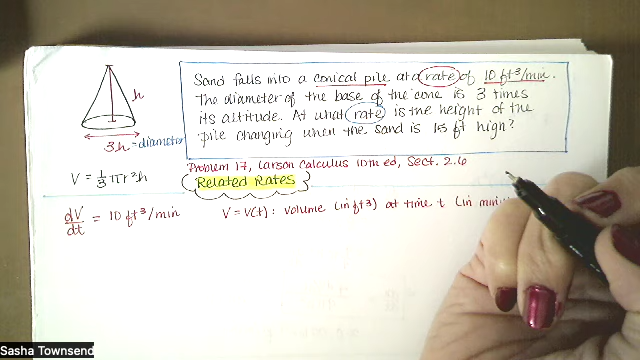 Sand falls into a conical pile at a rate of 10 ft³/min.
The diameter of the base of the cone is 3 times
its altitude. At what rate is the height of the
pile changing when the sand is 15 ft high?
h
3h = diameter
V = 1/3 πr²h
Problem 17, Larson Calculus 10th ed, Sect. 2.6
Related Rates
dV/dt = 10 ft³/min
V = V(t): volume (in ft³) at time t (in min
Sasha Townsend